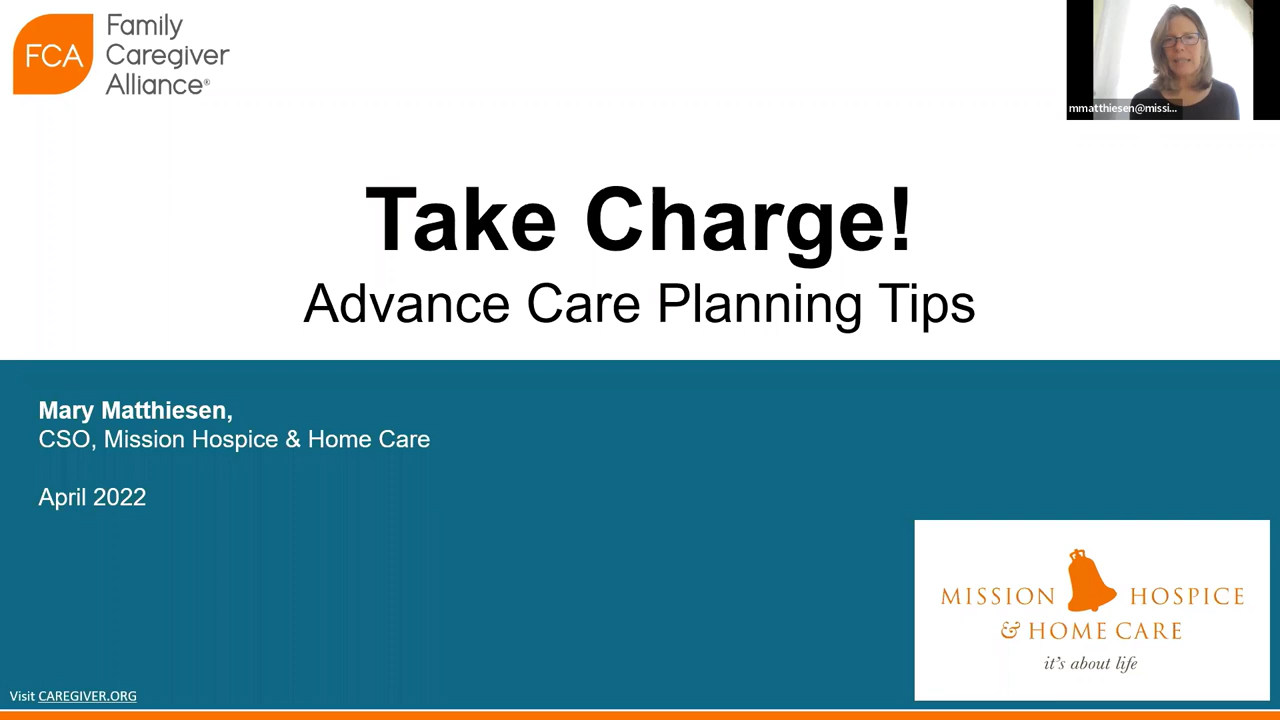 FCA
Family
Caregiver
Alliance®
mmatthiesen@missi...
Take Charge!
Advance Care Planning Tips
Mary Matthiesen,
CSO, Mission Hospice & Home Care
April 2022
MISSION HOSPICE
& HOME CARE
it's about life
Visit CAREGIVER.ORG